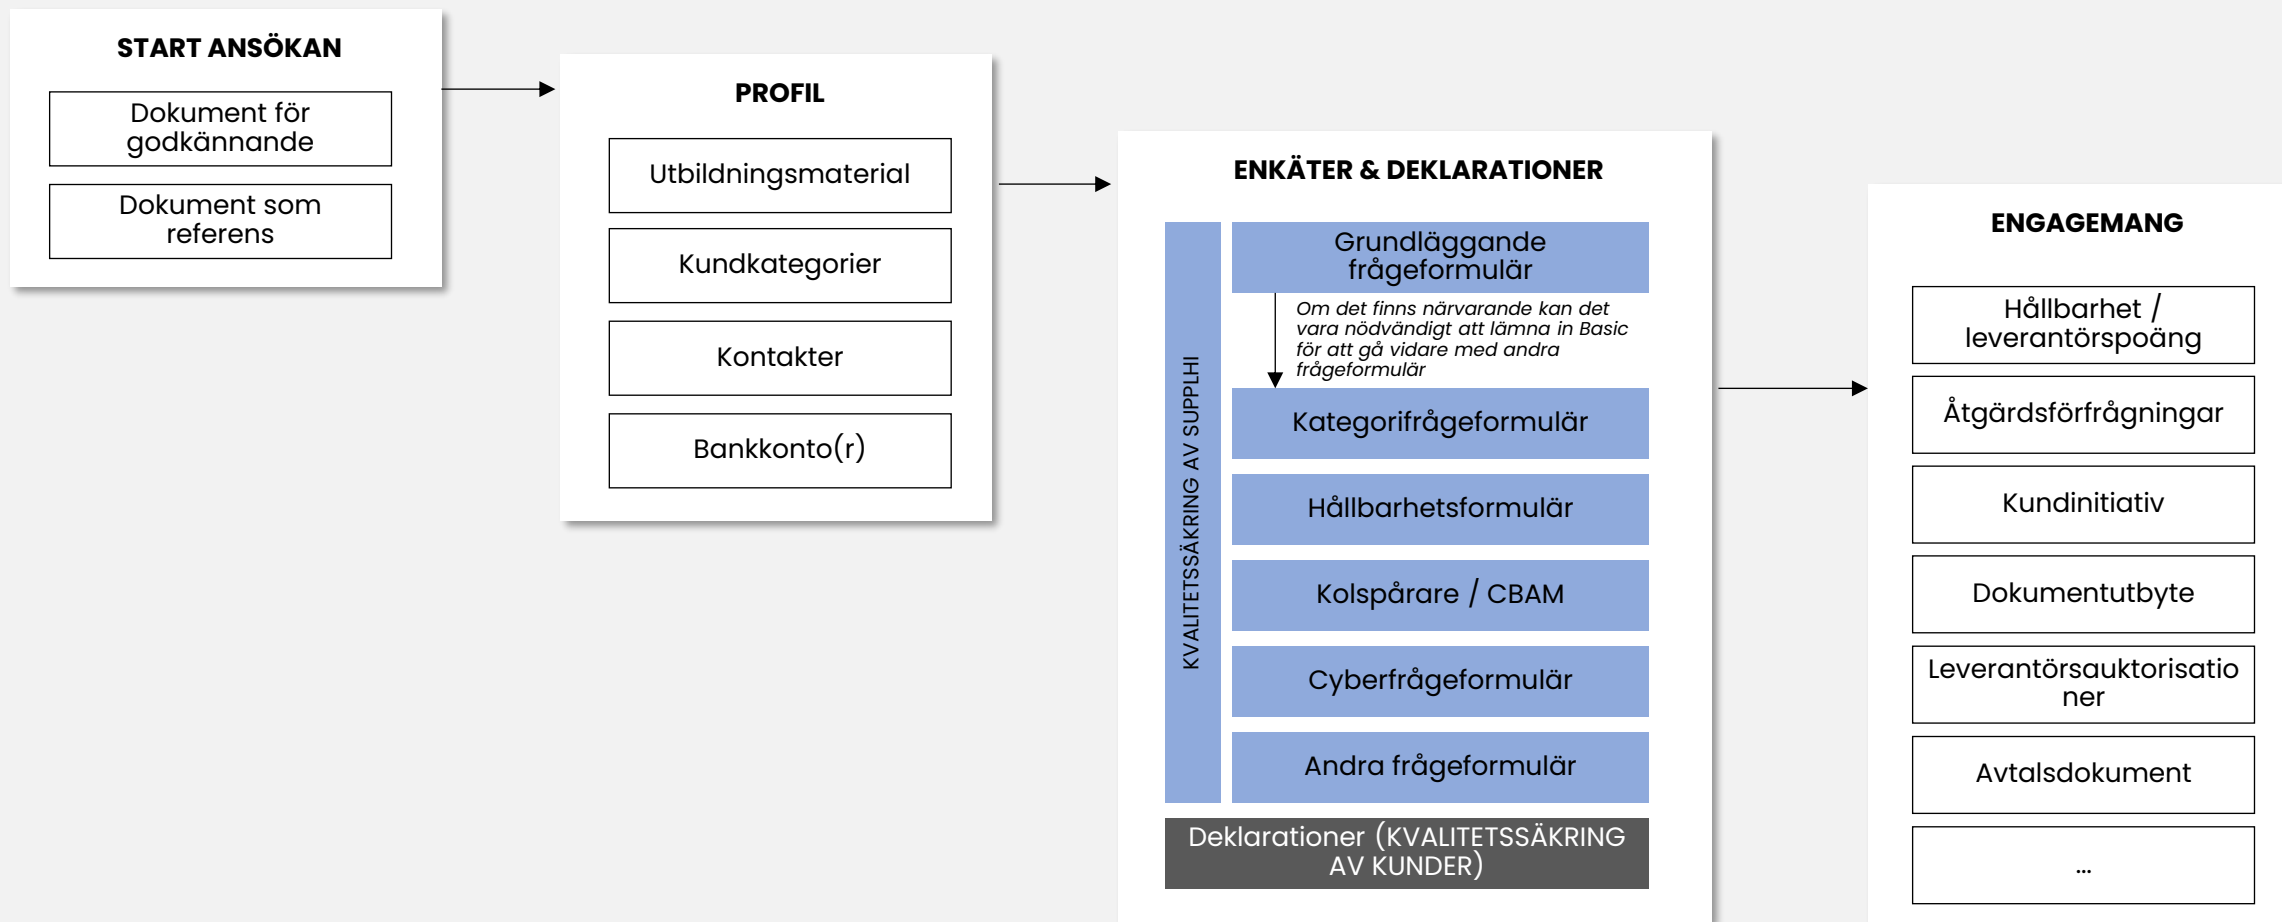 START ANSÖKAN
Dokument för
godkännande
Dokument som
referens
PROFIL
Utbildningsmaterial
Kundkategorier
Kontakter
Bankkonto(r)
ENKÄTER & DEKLARATIONER
KVALITETSSÄKRING AV SUPPLHI
Grundläggande
frågeformulär
Om det finns närvarande kan det
vara nödvändigt att lämna in Basic
för att gå vidare med andra
frågeformulär
Kategorifrågeformulär
Hållbarhetsformulär
Kolspårare / CBAM
Cyberfrågeformulär
Andra frågeformulär
Deklarationer (KVALITETSSÄKRING
AV KUNDER)
ENGAGEMANG
Hållbarhet /
leverantörspoäng
Åtgärdsförfrågningar
Kundinitiativ
Dokumentutbyte
Leverantörsauktorisatio
ner
Avtalsdokument
...